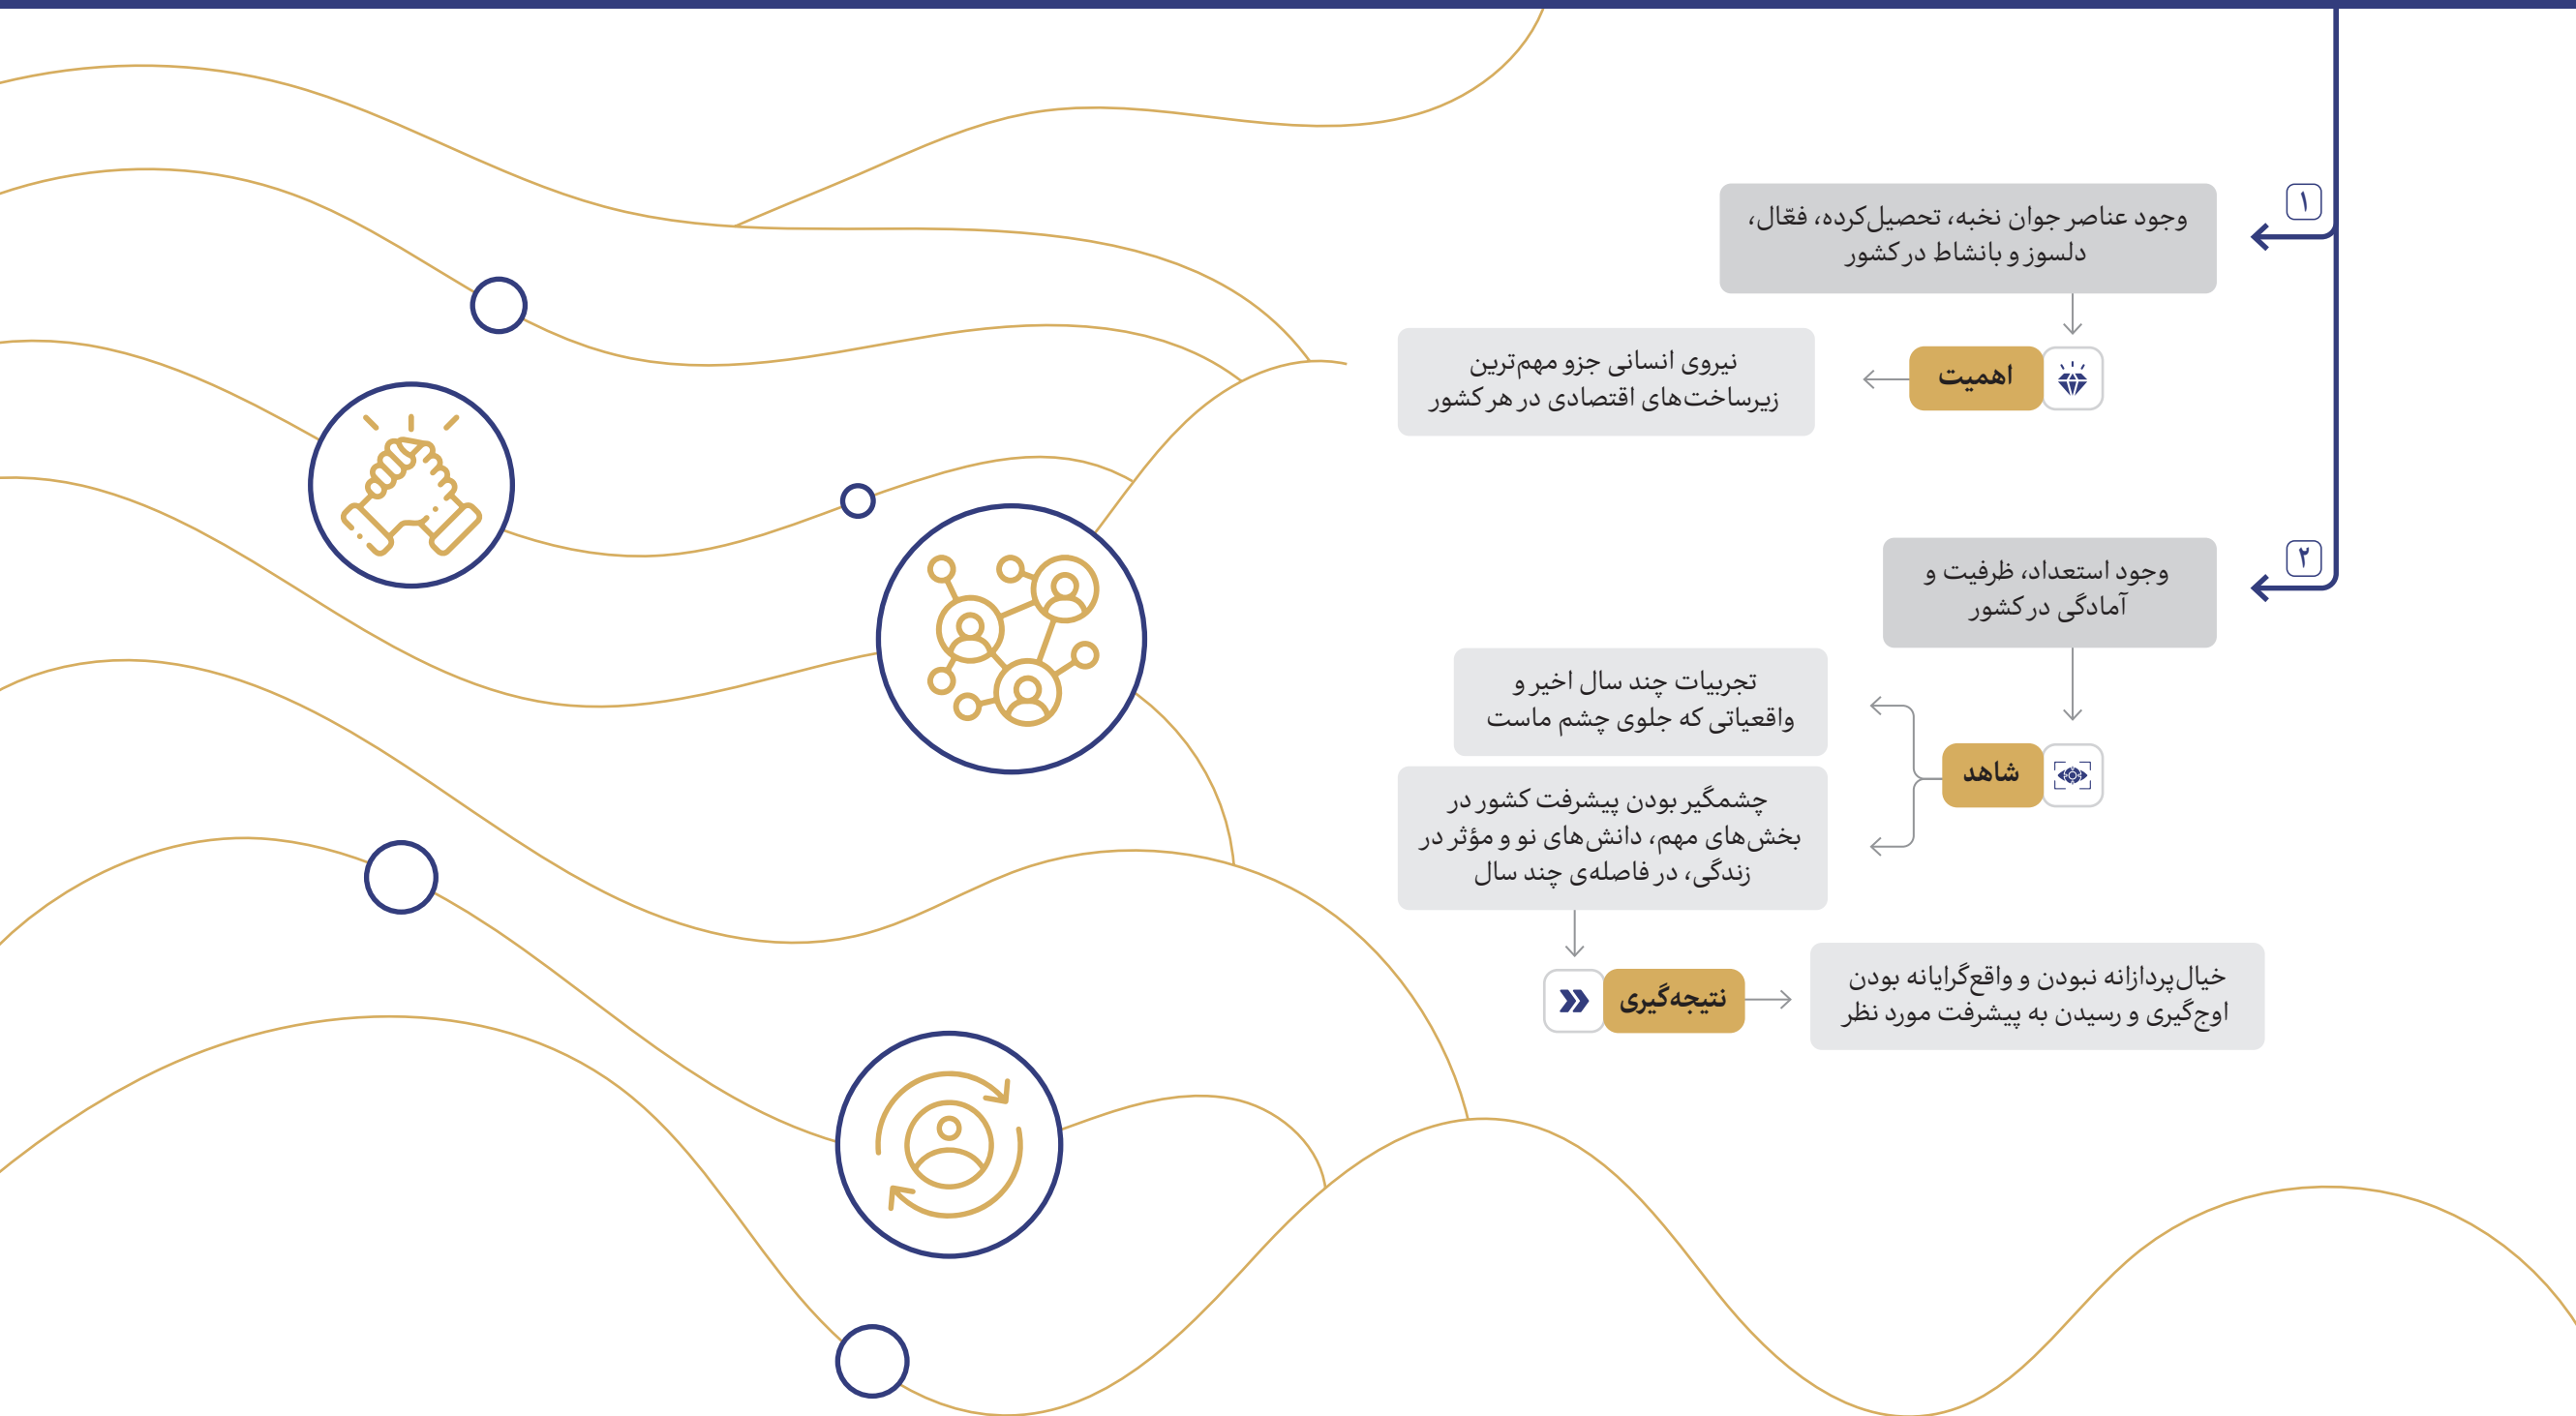 ۱
وجود عناصر جوان نخبه، تحصیل‌کرده، فعّال،
دلسوز و بانشاط در کشور
اهمیت
نیروی انسانی جزو مهم‌ترین
زیرساخت‌های اقتصادی در هر کشور
۲
وجود استعداد، ظرفیت و
آمادگی در کشور
شاهد
تجربیات چند سال اخیر و
واقعیاتی که جلوی چشم ماست
چشمگیر بودن پیشرفت کشور در
بخش‌های مهم، دانش‌های نو و مؤثر در
زندگی، در فاصله‌ی چند سال
نتیجه‌گیری
خیال‌پردازانه نبودن و واقع‌گرایانه بودن
اوج‌گیری و رسیدن به پیشرفت مورد نظر